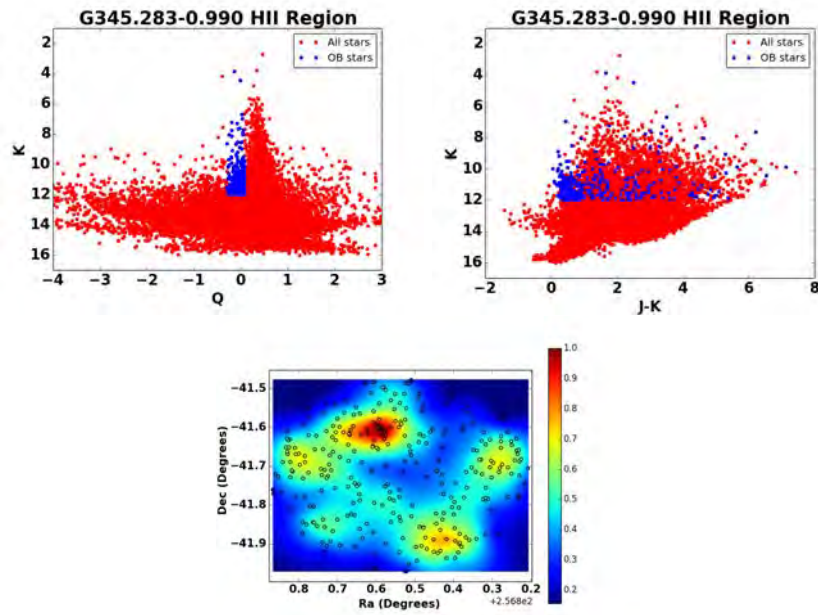 G345.283-0.990 HII Region
2
4
6
8
10
12
14
16
K
All stars
OB stars
−4 −3 −2 −1 0 1 2 3
Q
G345.283-0.990 HII Region
2
4
6
8
10
12
14
16
K
All stars
OB stars
−2 0 2 4 6 8
J-K
−41.5
−41.6
−41.7
−41.8
−41.9
Dec (Degrees)
0.8 0.7 0.6 0.5 0.4 0.3 0.2
Ra (Degrees)
+2.568e2
1.0
0.9
0.8
0.7
0.6
0.5
0.4
0.3
0.2